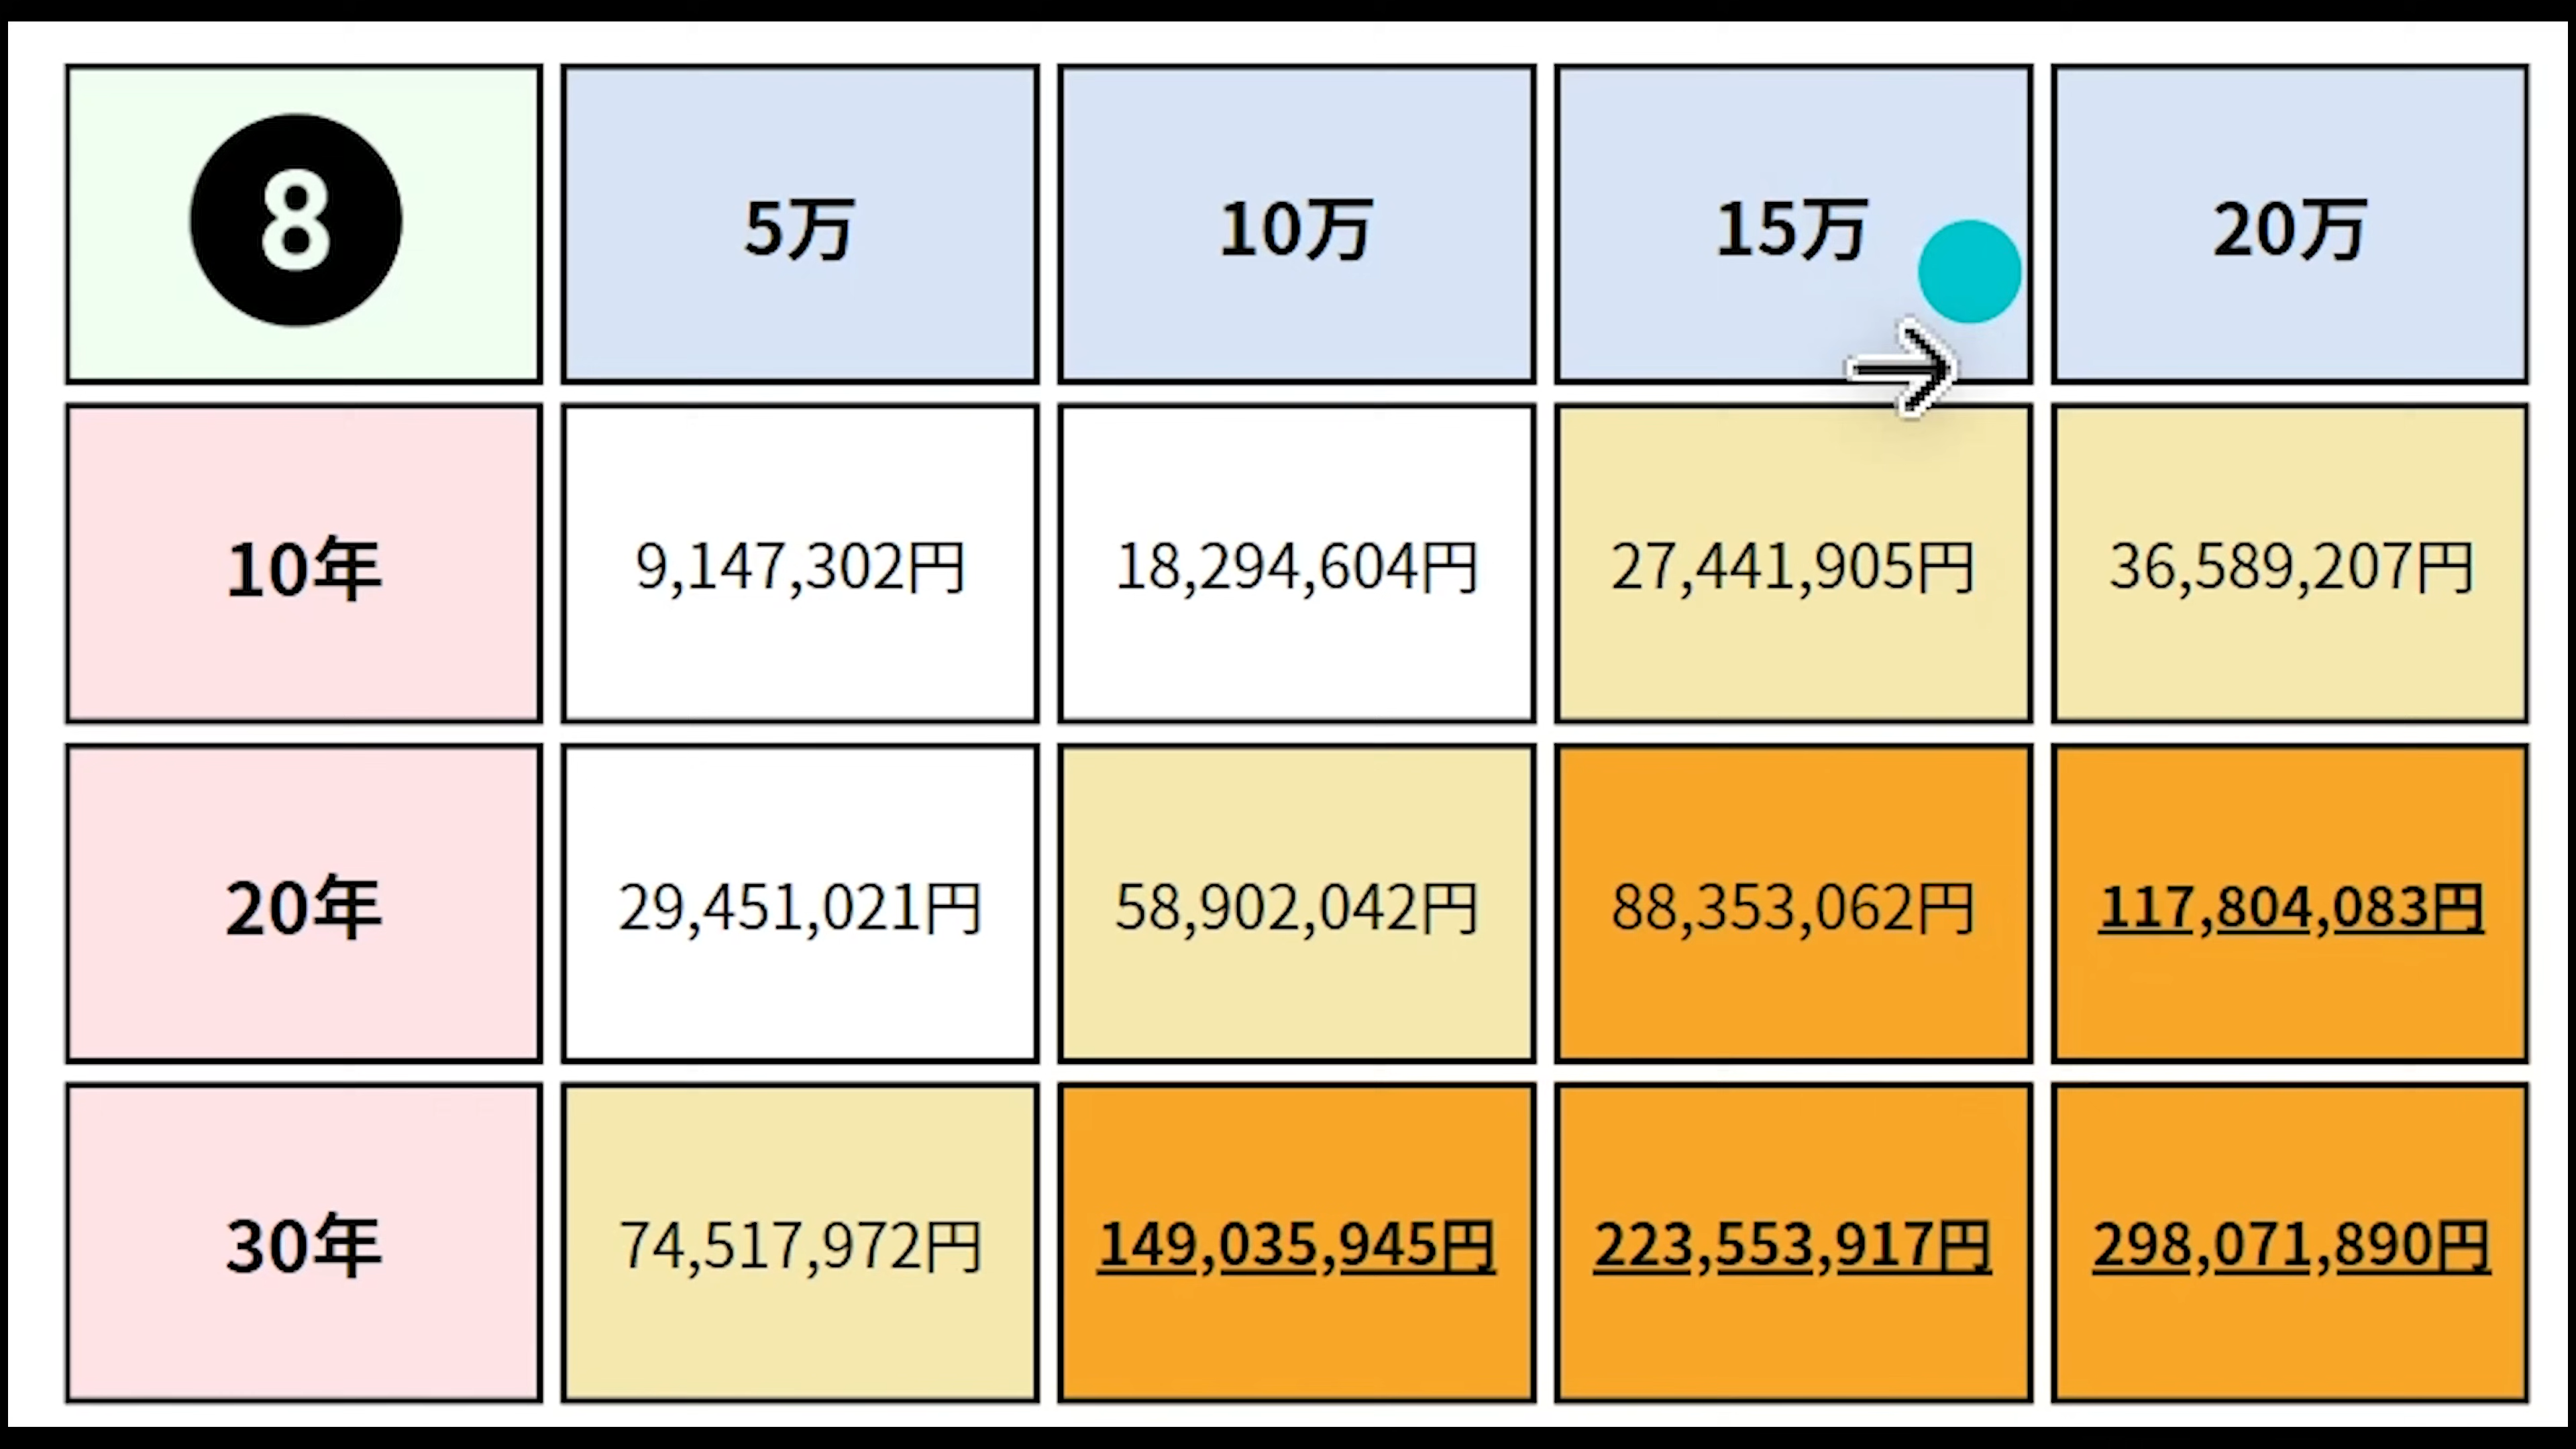 8 5万 10万 15万 20万
10年 9,147,302円 18,294,604円 27,441,905円 36,589,207円
20年 29,451,021円 58,902,042円 88,353,062円 117,804,083円
30年 74,517,972円 149,035,945円 223,553,917円 298,071,890円